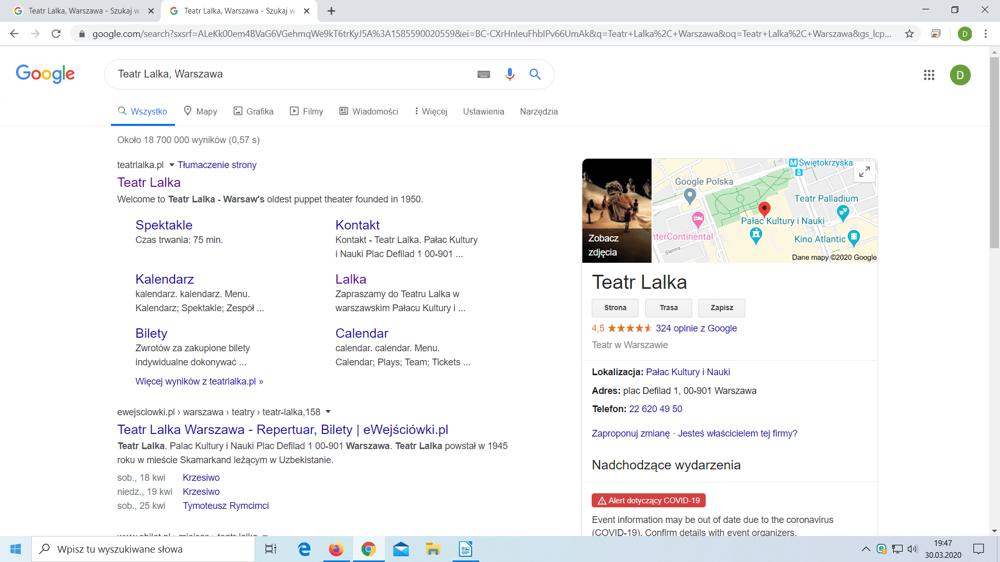 Teatr Lalka, Warszawa - Szukaj w
Teatr Lalka, Warszawa - Szukaj w
google.com/search?sxsrf=ALeKk00em4BVaG6VGehmqWe9kT6trKyJ5A%3A1585590020559&ei=BC-CXrHnIeuFhbIPv66UmAk&q=Teatr+Lalka%2C+Warszawa&oq=Teatr+Lalka%2C+Warszawa&gs_lcp...
D
Google
Teatr Lalka, Warszawa
D
Wszystko
Mapy
Grafika
Filmy
Wiadomości
Więcej
Ustawienia
Narzędzia
Około 18 700 000 wyników (0,57 s)
teatrlalka.pl Tłumaczenie strony
Teatr Lalka
Welcome to Teatr Lalka - Warsaw's oldest puppet theater founded in 1950.
Spektakle
Czas trwania: 75 min.
Kontakt
Kontakt - Teatr Lalka. Pałac Kultury
i Nauki Plac Defilad 1 00-901 ...
Kalendarz
kalendarz. kalendarz. Menu.
Kalendarz; Spektakle; Zespół ...
Lalka
Zapraszamy do Teatru Lalka w
warszawskim Pałacu Kultury i ...
Bilety
Zwrotów za zakupione bilety
indywidualne dokonywać ...
Calendar
calendar. calendar. Menu.
Calendar; Plays; Team; Tickets ...
Więcej wyników z teatrlalka.pl »
ewejsciowki.pl › warszawa › teatry › teatr-lalka,158
Teatr Lalka Warszawa - Repertuar, Bilety | eWejściówki.pl
Teatr Lalka. Palac Kultury i Nauki Plac Defilad 1 00-901 Warszawa. Teatr Lalka powstał w 1945
roku w mieście Skamarkand leżącym w Uzbekistanie.
sob., 18 kwi Krzesiwo
niedz., 19 kwi Krzesiwo
sob., 25 kwi Tymoteusz Rymcimci
www.ebilet.pl › miejsce › teatr-lalka
Zobacz
zdjęcia
M Świętokrzyska
Google Polska
Teatr Palladium
Pałac Kultury i Nauki
nterContinental
Kino Atlantic
Sienna
Dane mapy ©2020 Google
Teatr Lalka
Strona
Trasa
Zapisz
4,5 324 opinie z Google
Teatr w Warszawie
Lokalizacja: Pałac Kultury i Nauki
Adres: plac Defilad 1, 00-901 Warszawa
Telefon: 22 620 49 50
Zaproponuj zmianę · Jesteś właścicielem tej firmy?
Nadchodzące wydarzenia
Alert dotyczący COVID-19
Event information may be out of date due to the coronavirus
(COVID-19). Confirm details with event organizers.
Wpisz tu wyszukiwane słowa
19:47
30.03.2020